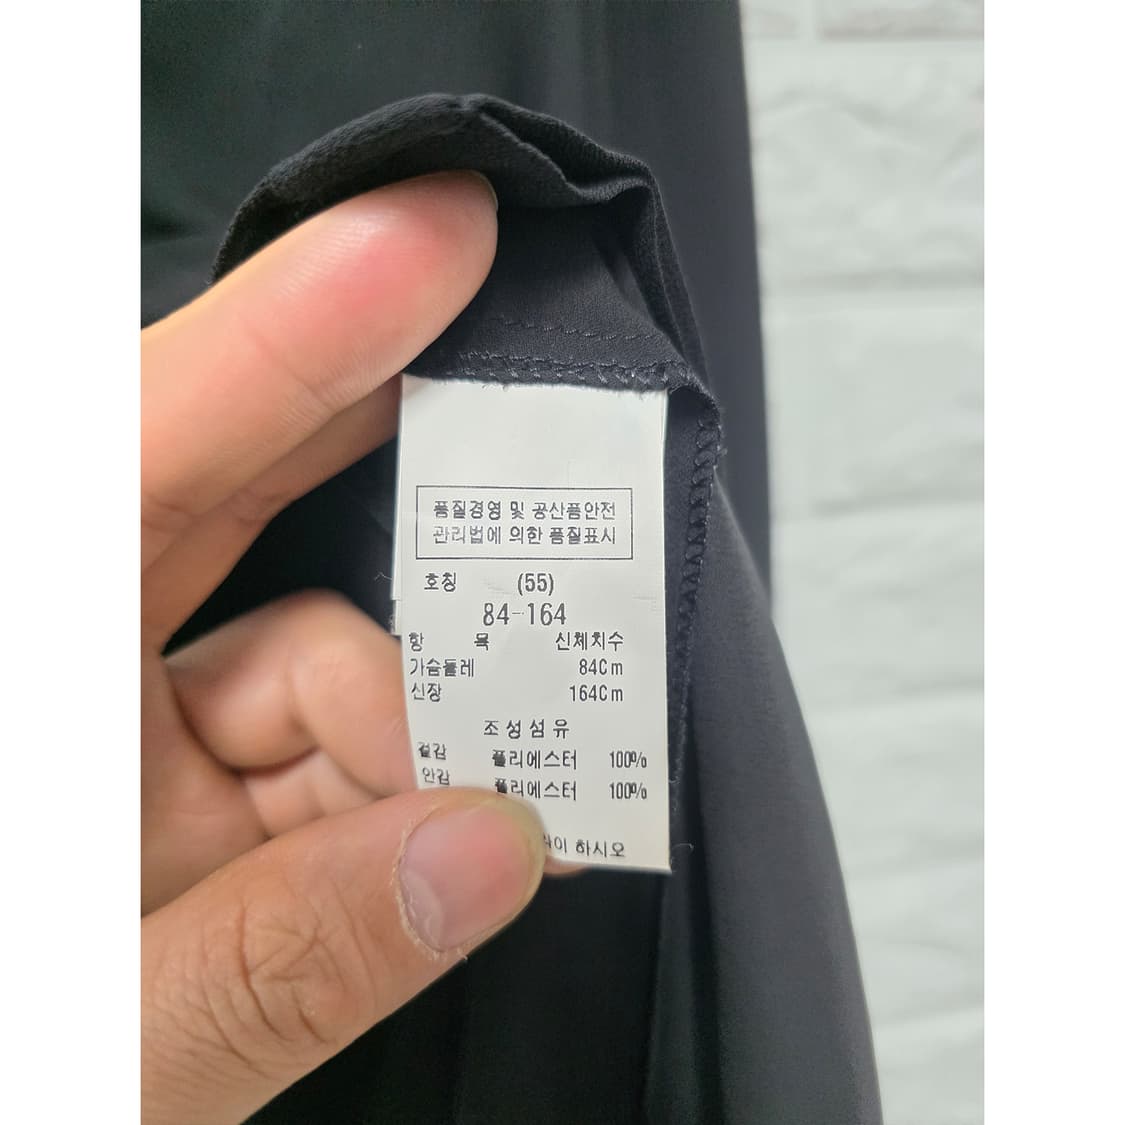 품질경영 및 공산품안전
관리법에 의한 품질표시
호칭 (55)
84-164
항 목 신체치수
가슴둘레 84Cm
신장 164Cm
조성섬유
겉감 폴리에스터 100%
안감 폴리에스터 100%
하시오